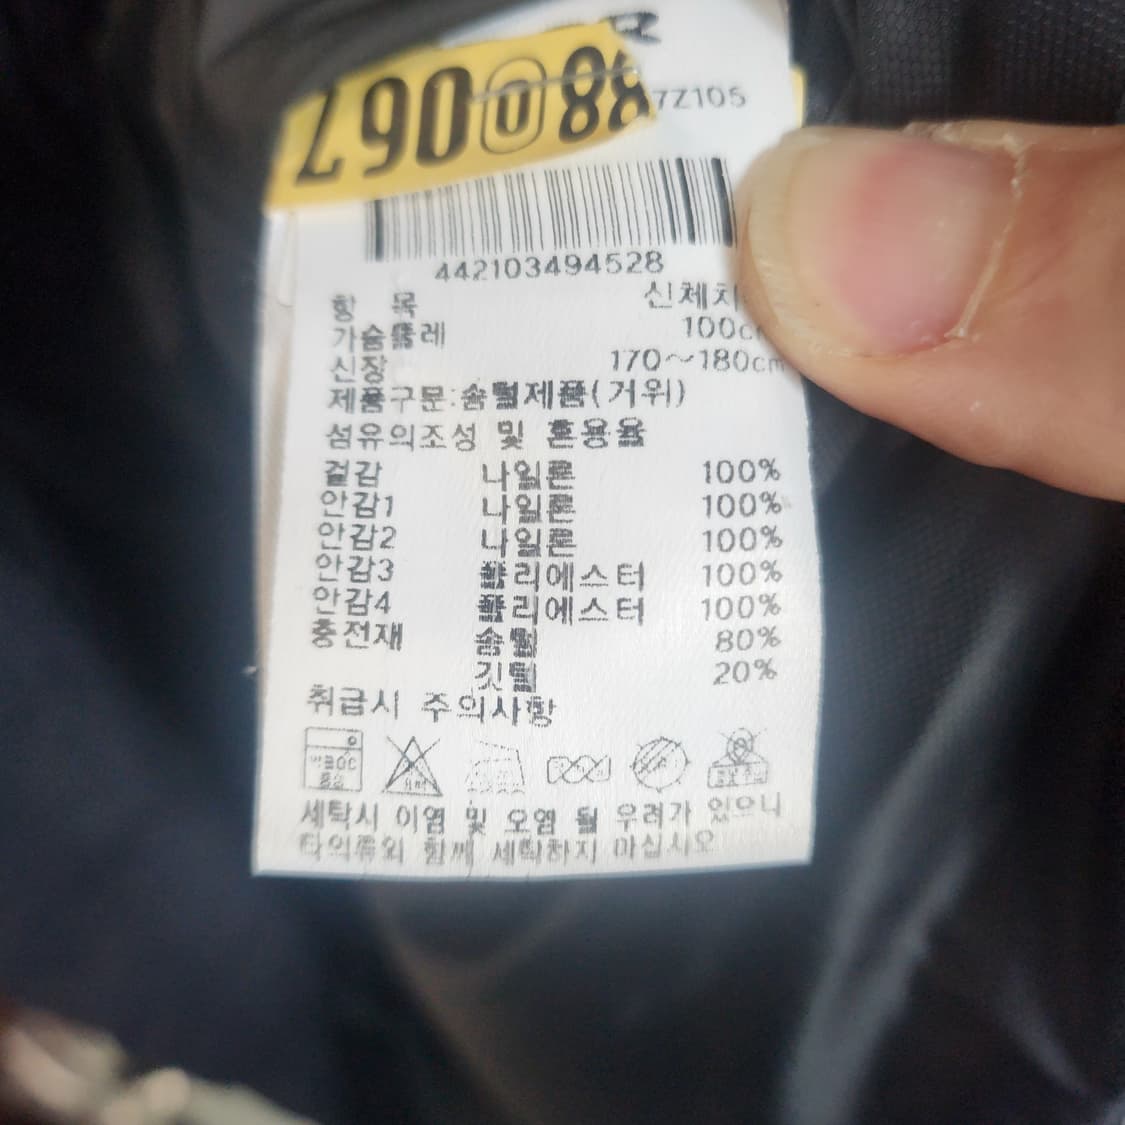 88 0 067
7Z105
442103494528
항 목 신체치
가슴둘레 100c
신장 170~180cm
제품구분:솜털제품(거위)
섬유의조성 및 혼용율
겉감 나일론 100%
안감1 나일론 100%
안감2 나일론 100%
안감3 폴리에스터 100%
안감4 폴리에스터 100%
충전재 솜털 80%
깃털 20%
취급시 주의사항
세탁시 이염 및 오염 될 우려가 있으니
타의류와 함께 세탁하지 마십시오